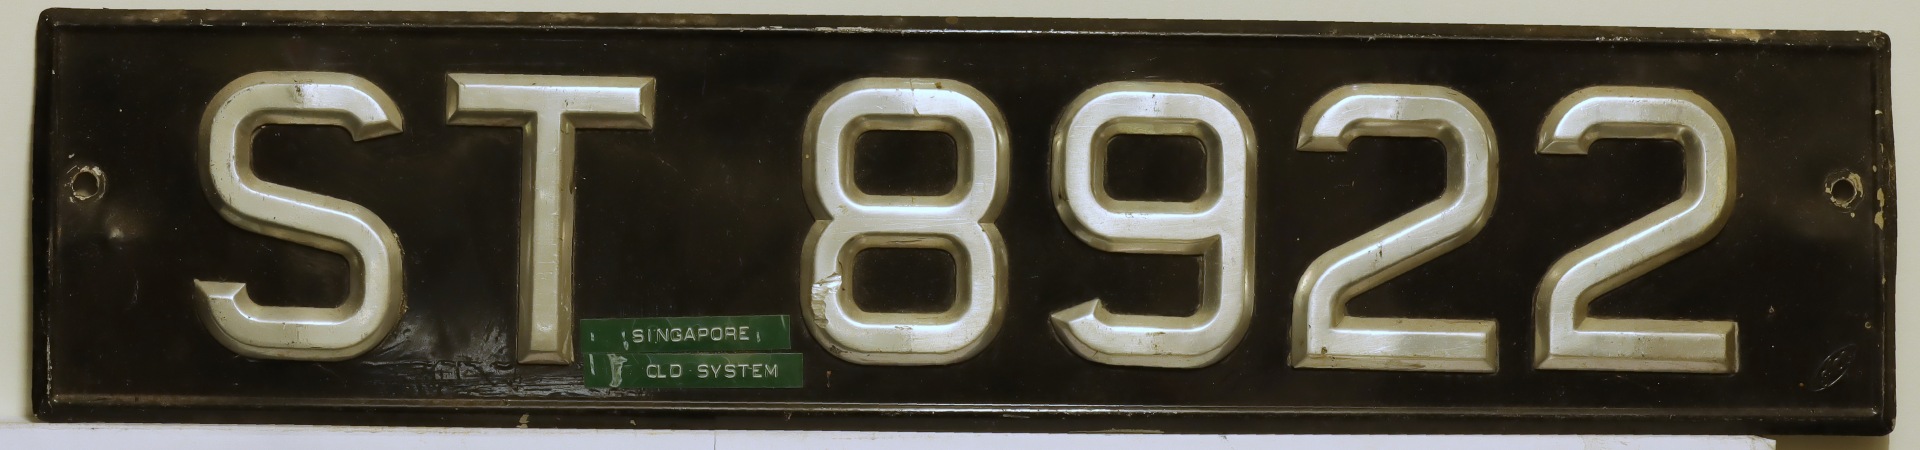 ST 8922
SINGAPORE
OLD SYSTEM